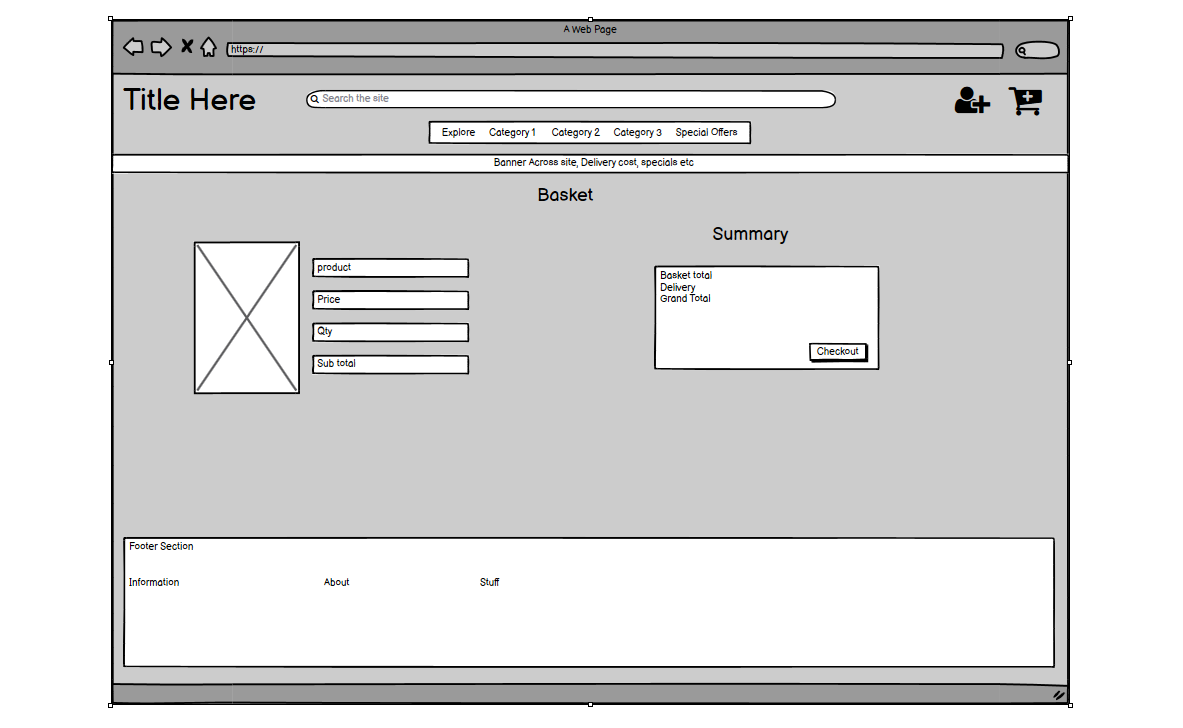 A Web Page
https://
Title Here
Search the site
Explore Category 1 Category 2 Category 3 Special Offers
Banner Across site, Delivery cost, specials etc
Basket
Summary
product
Price
Qty
Sub total
Basket total
Delivery
Grand Total
Checkout
Footer Section
Information About Stuff